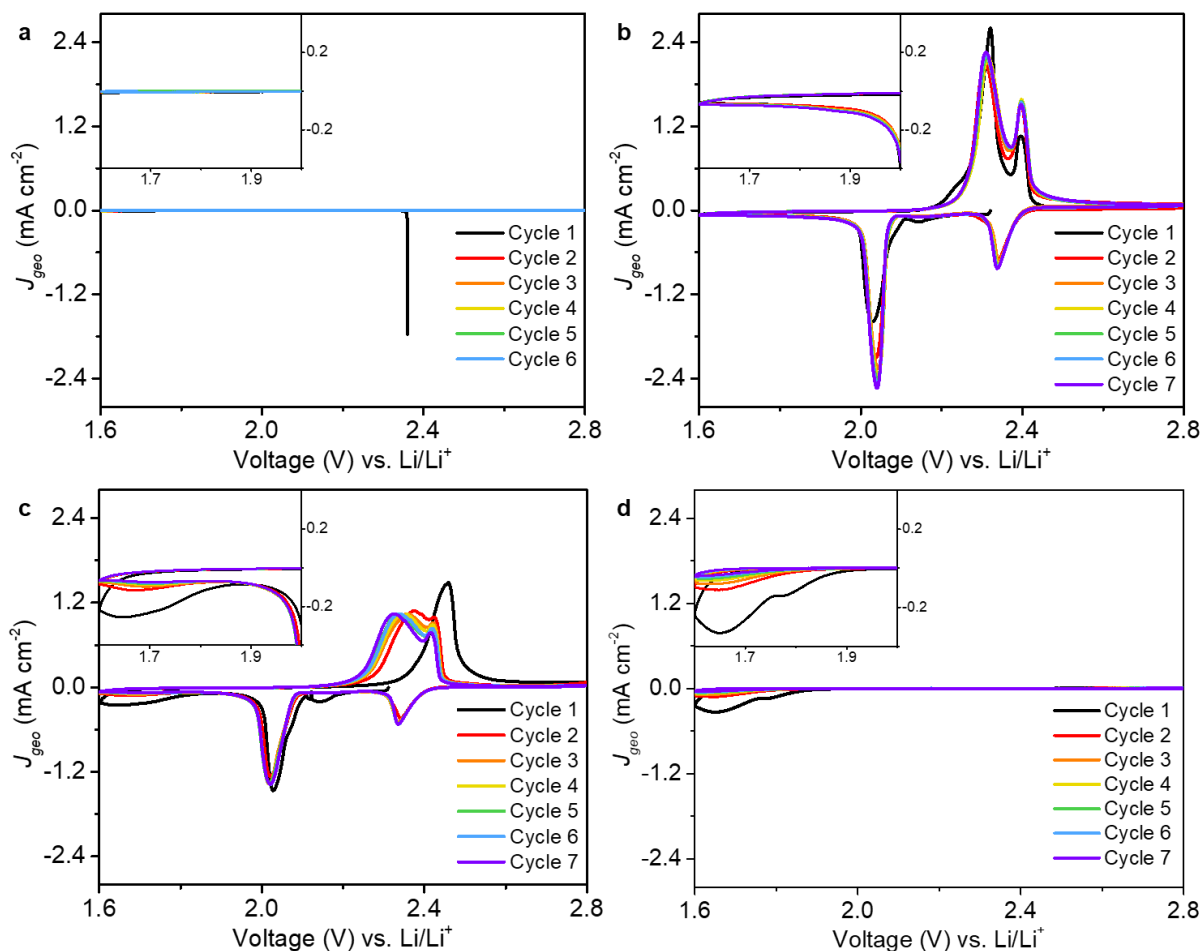 a
2.4
1.2
0.0
-1.2
-2.4
J_geo (mA cm⁻²)
0.2
-0.2
1.7
1.9
Cycle 1
Cycle 2
Cycle 3
Cycle 4
Cycle 5
Cycle 6
1.6
2.0
2.4
2.8
Voltage (V) vs. Li/Li⁺
b
2.4
1.2
0.0
-1.2
-2.4
J_geo (mA cm⁻²)
0.2
-0.2
1.7
1.9
Cycle 1
Cycle 2
Cycle 3
Cycle 4
Cycle 5
Cycle 6
Cycle 7
1.6
2.0
2.4
2.8
Voltage (V) vs. Li/Li⁺
c
2.4
1.2
0.0
-1.2
-2.4
J_geo (mA cm⁻²)
0.2
-0.2
1.7
1.9
Cycle 1
Cycle 2
Cycle 3
Cycle 4
Cycle 5
Cycle 6
Cycle 7
1.6
2.0
2.4
2.8
Voltage (V) vs. Li/Li⁺
d
2.4
1.2
0.0
-1.2
-2.4
J_geo (mA cm⁻²)
0.2
-0.2
1.7
1.9
Cycle 1
Cycle 2
Cycle 3
Cycle 4
Cycle 5
Cycle 6
Cycle 7
1.6
2.0
2.4
2.8
Voltage (V) vs. Li/Li⁺